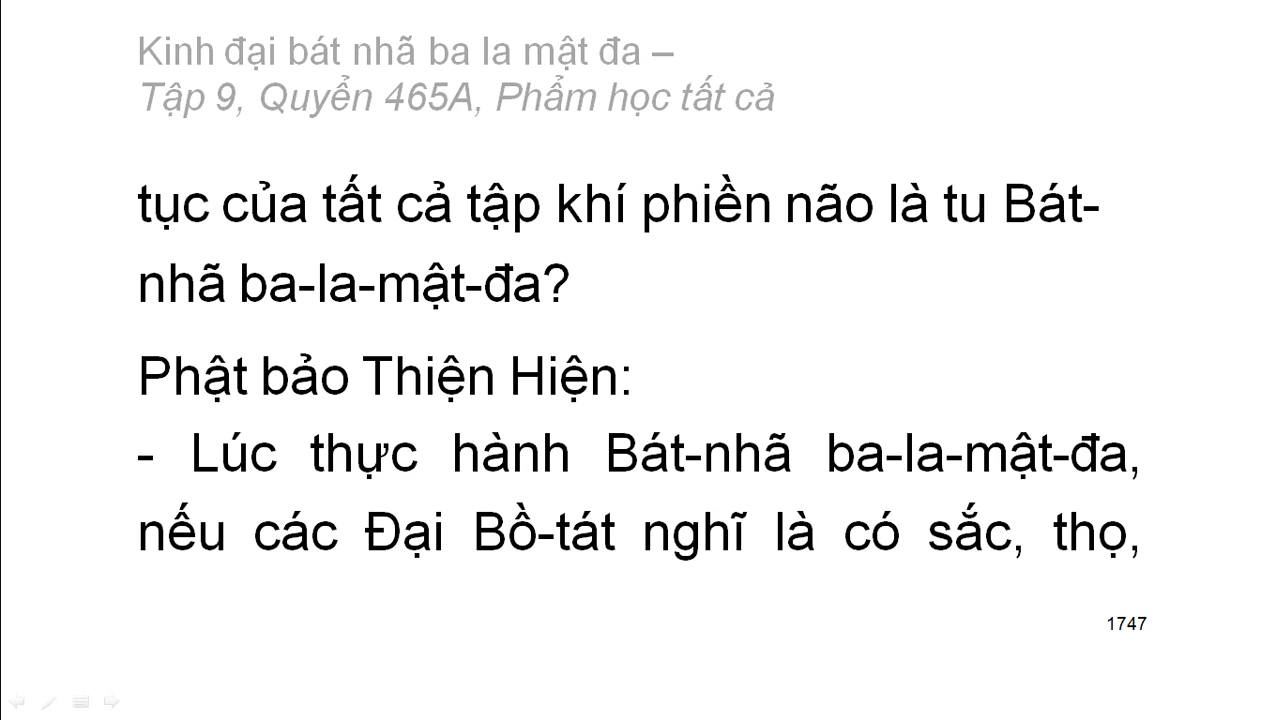 Kinh đại bát nhã ba la mật đa –
Tập 9, Quyển 465A, Phẩm học tất cả
tục của tất cả tập khí phiền não là tu Bát-
nhã ba-la-mật-đa?
Phật bảo Thiện Hiện:
- Lúc thực hành Bát-nhã ba-la-mật-đa,
nếu các Đại Bồ-tát nghĩ là có sắc, thọ,
1747